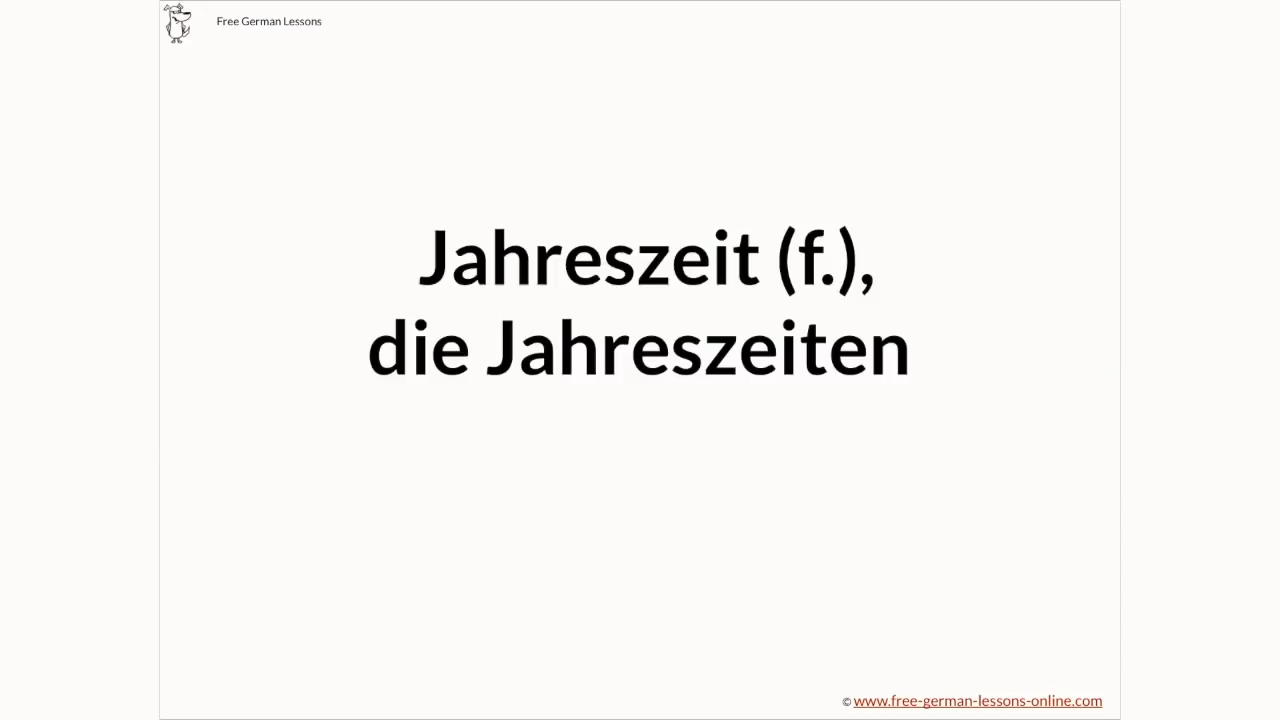 Free German Lessons
Jahreszeit (f.),
die Jahreszeiten
© www.free-german-lessons-online.com